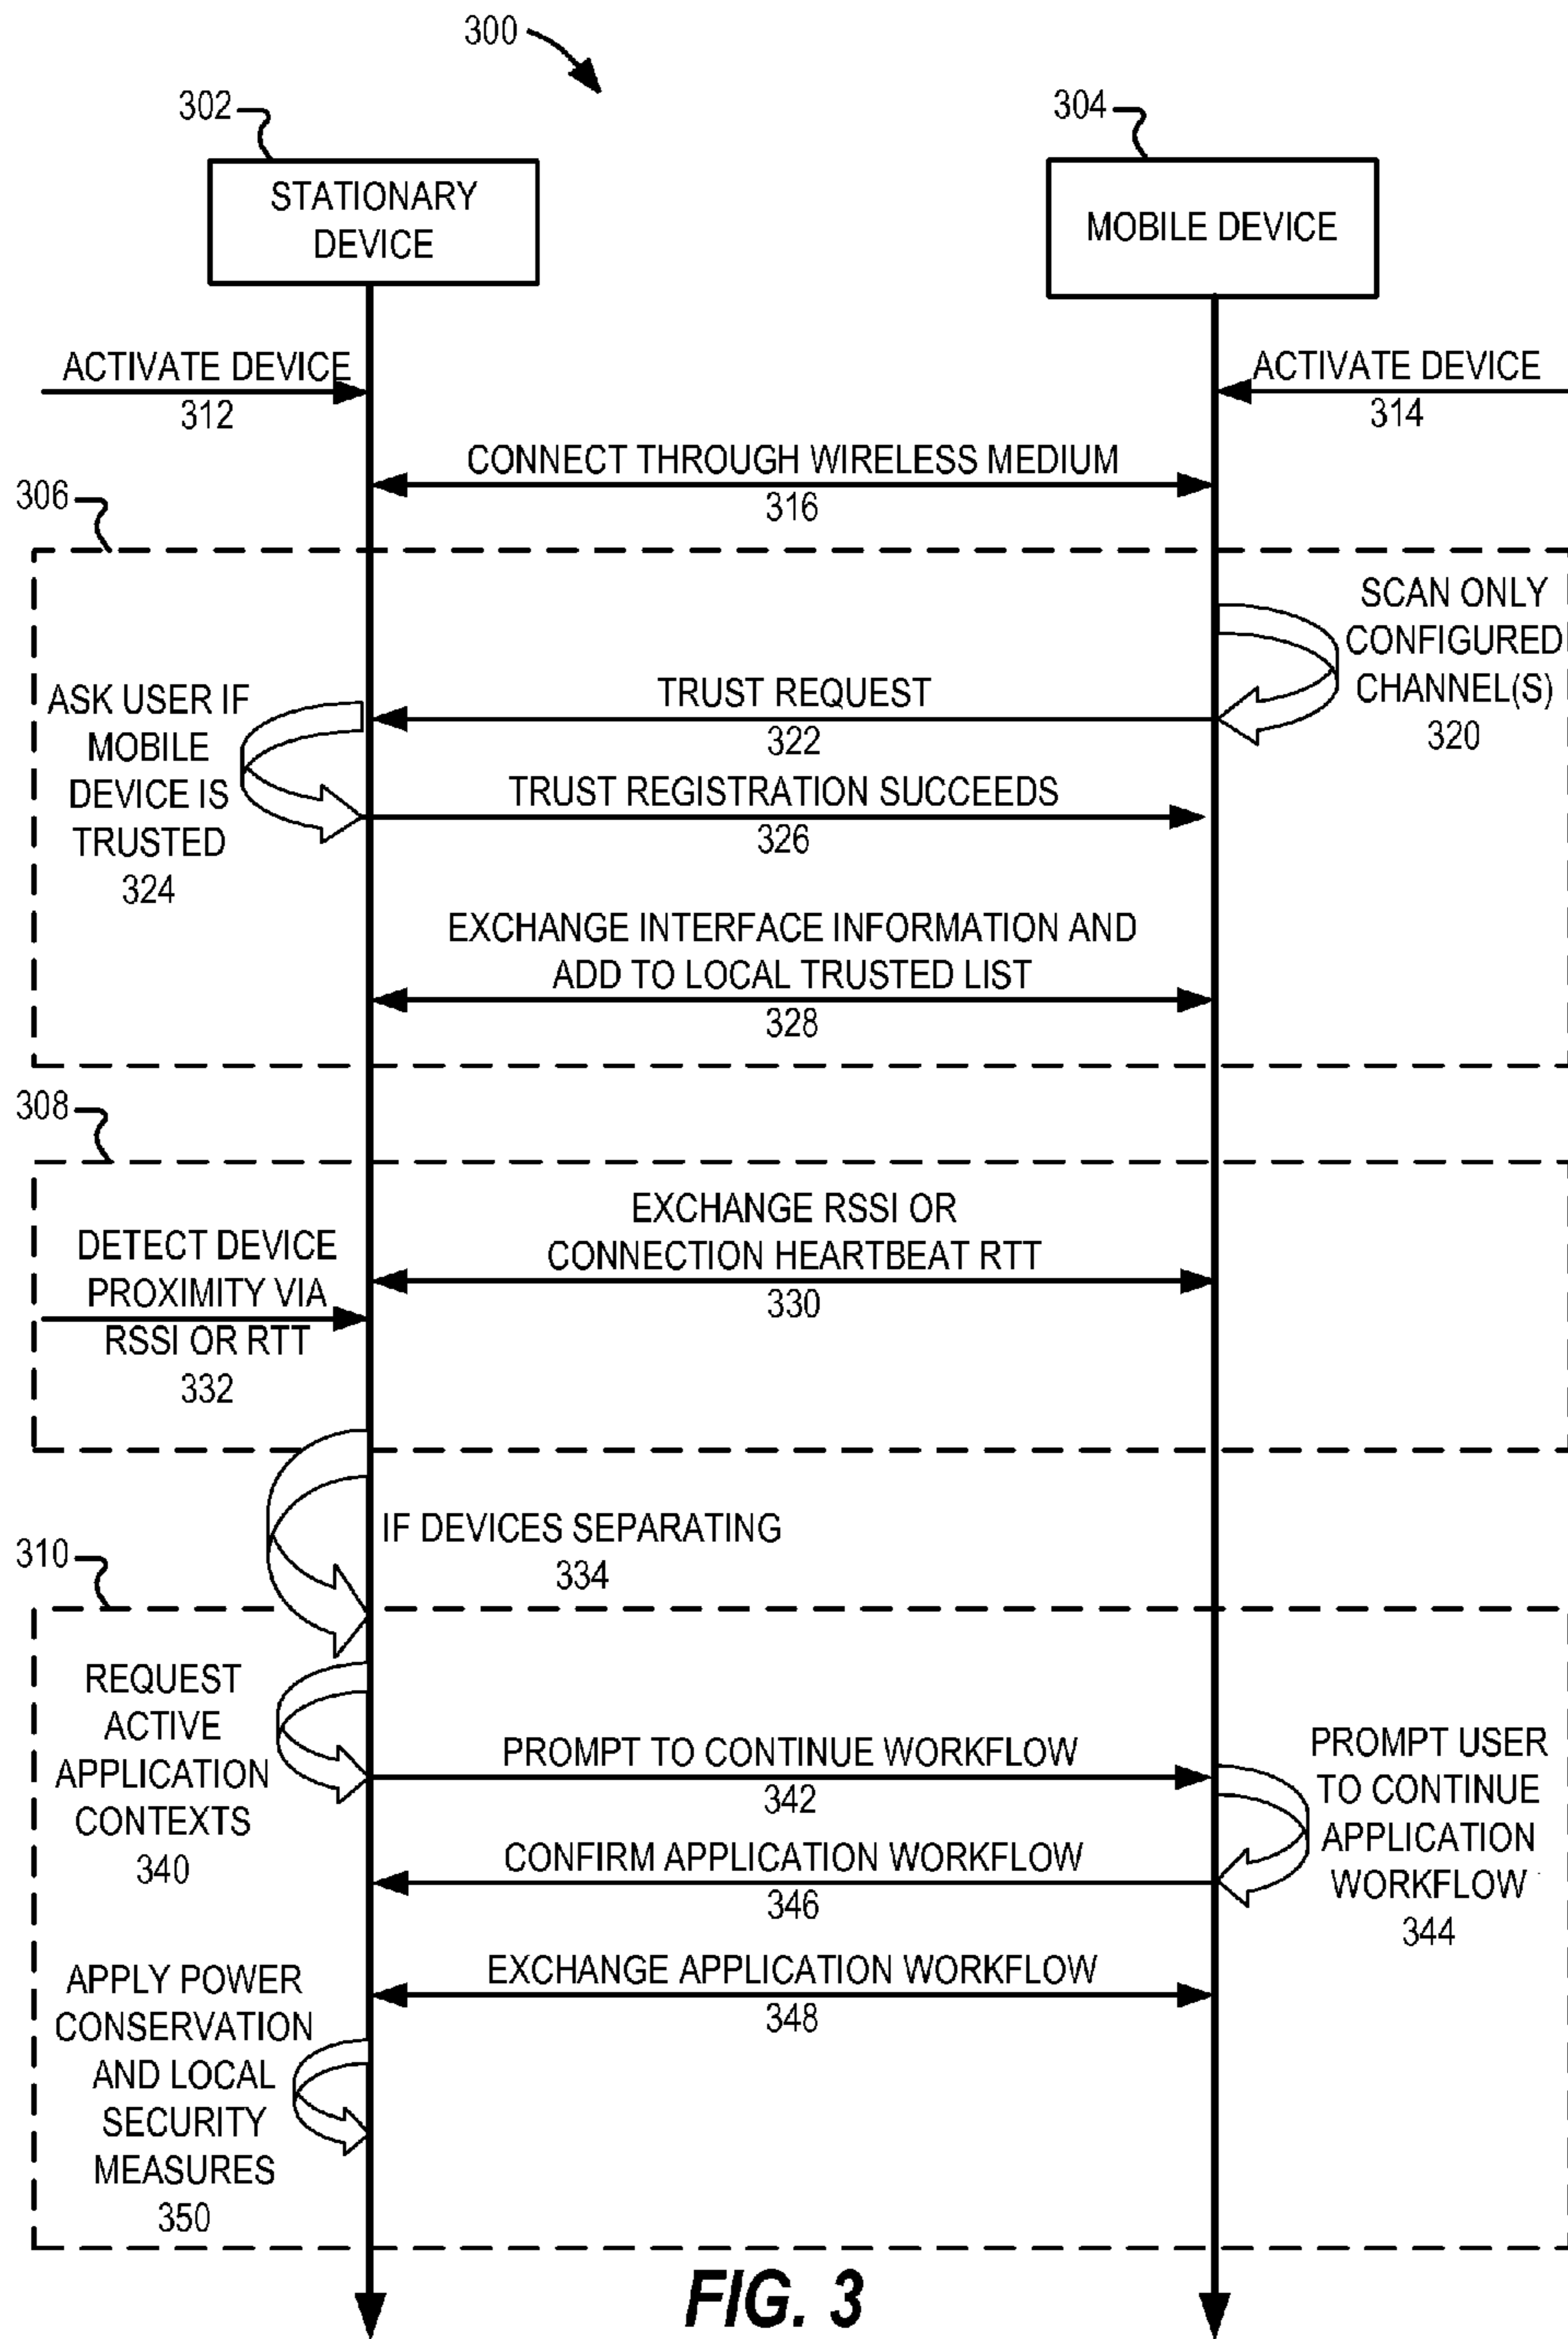 300
302
304
STATIONARY
DEVICE
MOBILE DEVICE
ACTIVATE DEVICE
312
ACTIVATE DEVICE
314
CONNECT THROUGH WIRELESS MEDIUM
316
306
SCAN ONLY
CONFIGURED
CHANNEL(S)
320
TRUST REQUEST
322
ASK USER IF
MOBILE
DEVICE IS
TRUSTED
324
TRUST REGISTRATION SUCCEEDS
326
EXCHANGE INTERFACE INFORMATION AND
ADD TO LOCAL TRUSTED LIST
328
308
EXCHANGE RSSI OR
CONNECTION HEARTBEAT RTT
330
DETECT DEVICE
PROXIMITY VIA
RSSI OR RTT
332
IF DEVICES SEPARATING
334
310
REQUEST
ACTIVE
APPLICATION
CONTEXTS
340
PROMPT TO CONTINUE WORKFLOW
342
PROMPT USER
TO CONTINUE
APPLICATION
WORKFLOW
344
CONFIRM APPLICATION WORKFLOW
346
EXCHANGE APPLICATION WORKFLOW
348
APPLY POWER
CONSERVATION
AND LOCAL
SECURITY
MEASURES
350
FIG. 3